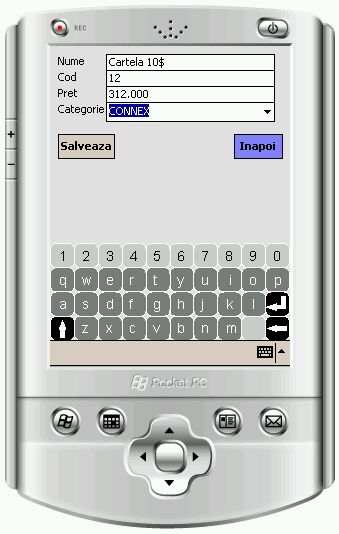 REC
Nume Cartela 10$
Cod 12
Pret 312.000
Categorie CONNEX
Salveaza Inapoi
1 2 3 4 5 6 7 8 9 0
q w e r t y u i o p
a s d f g h j k l
z x c v b n m
Pocket PC